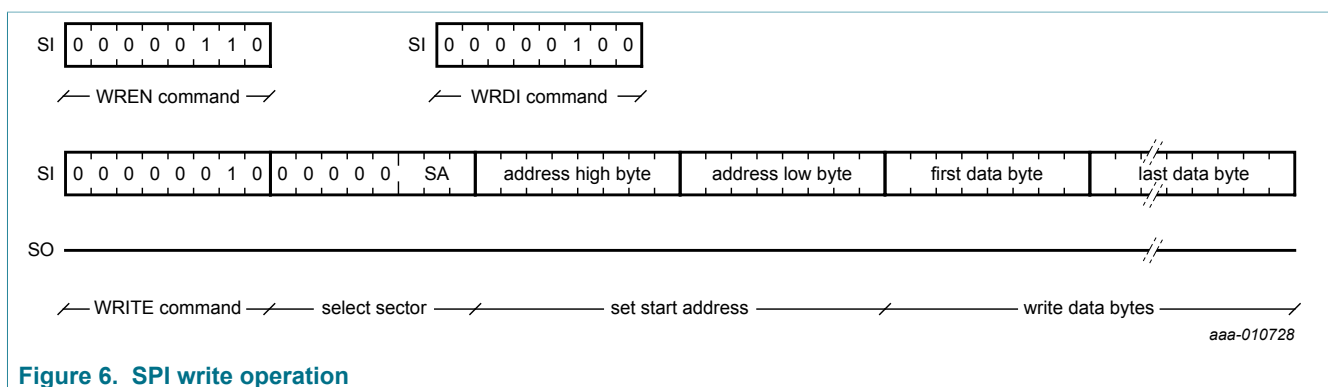 SI 0 0 0 0 0 1 1 0 SI 0 0 0 0 0 1 0 0
WREN command WRDI command
SI 0 0 0 0 0 0 1 0 0 0 0 0 0 SA address high byte address low byte first data byte last data byte
SO
WRITE command select sector set start address write data bytes
aaa-010728
Figure 6. SPI write operation